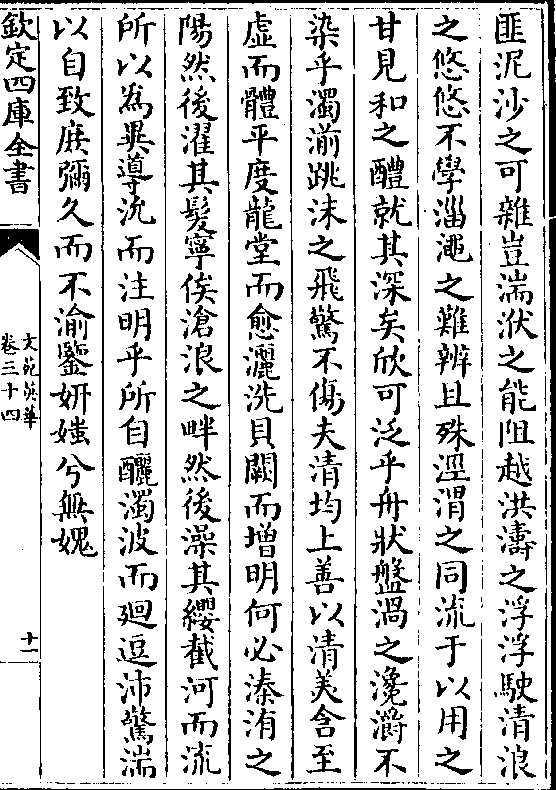 匪泥沙之可雜豈湍洑之能阻越洪濤之浮浮駛清浪
之悠悠不學淄澠之難辨且殊涇渭之同流于以用之
甘見和之醴就其深矣欣可泛乎舟狀盤渦之瀺灂不
染乎濁湔跳沫之飛驚不傷夫清均上善以清美含至
虛而體平度龍堂而愈灑洗貝闕而增明何必溱洧之
陽然後濯其髮寧俟滄浪之畔然後澡其纓截河而流
所以為異導沇而注明乎所自釃濁波而廻逗沛驚湍
以自致庶彌久而不渝鑒妍媸兮無媿
欽定四庫全書
文苑英華
卷三十四
十一